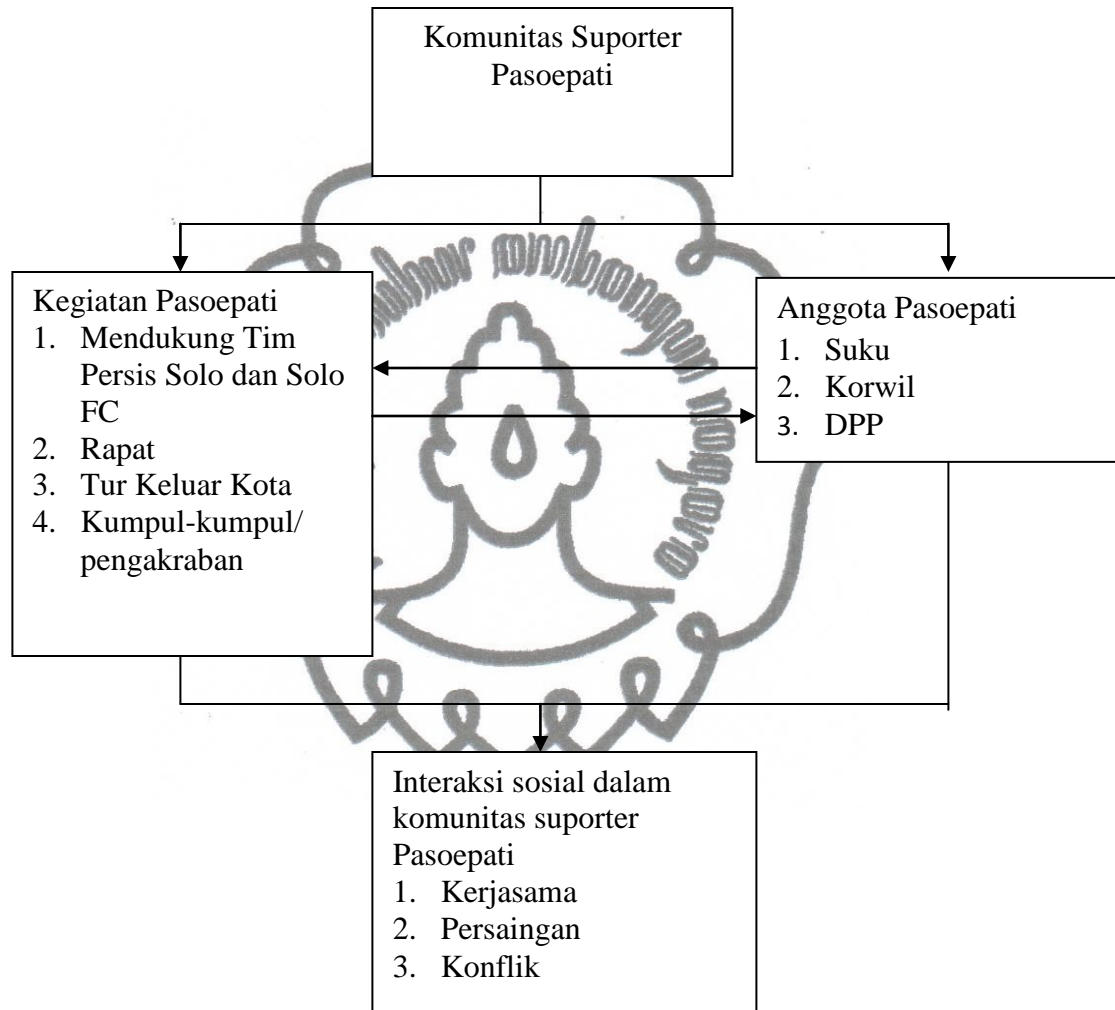 Komunitas Suporter
Pasoepati
Kegiatan Pasoepati
1. Mendukung Tim
Persis Solo dan Solo
FC
2. Rapat
3. Tur Keluar Kota
4. Kumpul-kumpul/
pengakraban
Anggota Pasoepati
1. Suku
2. Korwil
3. DPP
Interaksi sosial dalam
komunitas suporter
Pasoepati
1. Kerjasama
2. Persaingan
3. Konflik